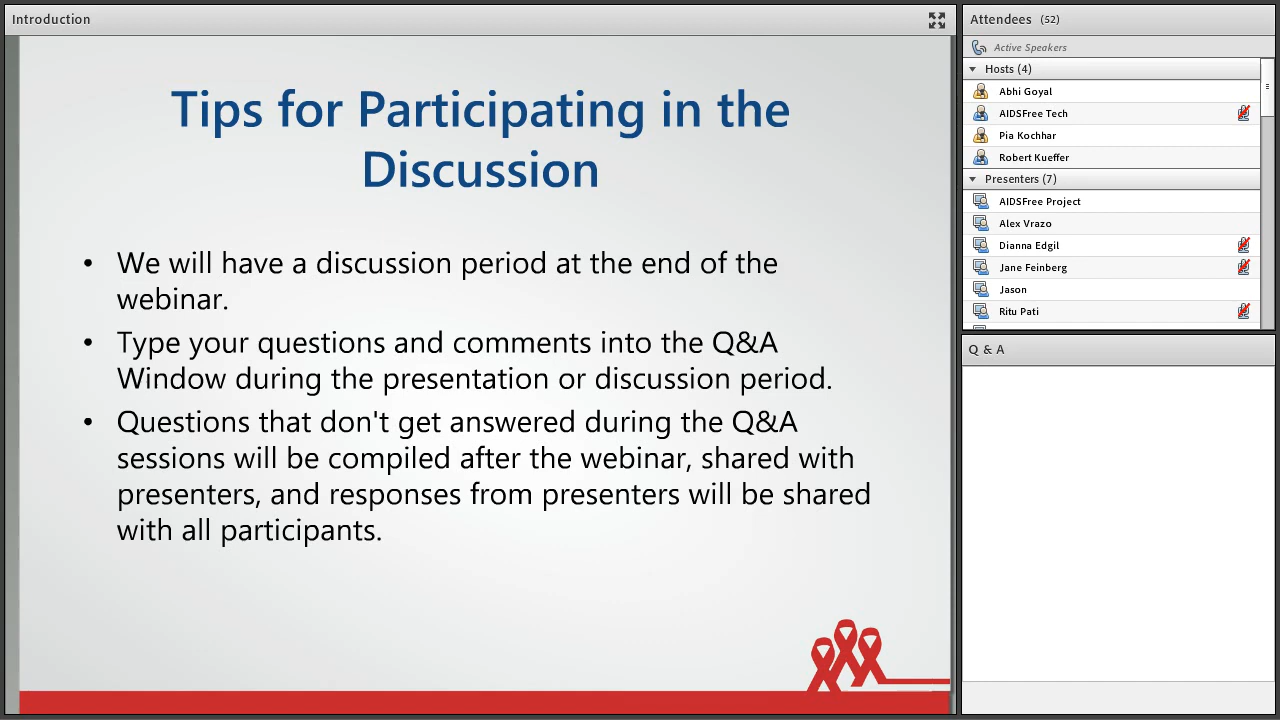 Introduction
Tips for Participating in the
Discussion
• We will have a discussion period at the end of the
webinar.
• Type your questions and comments into the Q&A
Window during the presentation or discussion period.
• Questions that don't get answered during the Q&A
sessions will be compiled after the webinar, shared with
presenters, and responses from presenters will be shared
with all participants.
Attendees (52)
Active Speakers
Hosts (4)
Abhi Goyal
AIDSFree Tech
Pia Kochhar
Robert Kueffer
Presenters (7)
AIDSFree Project
Alex Vrazo
Dianna Edgil
Jane Feinberg
Jason
Ritu Pati
Q & A